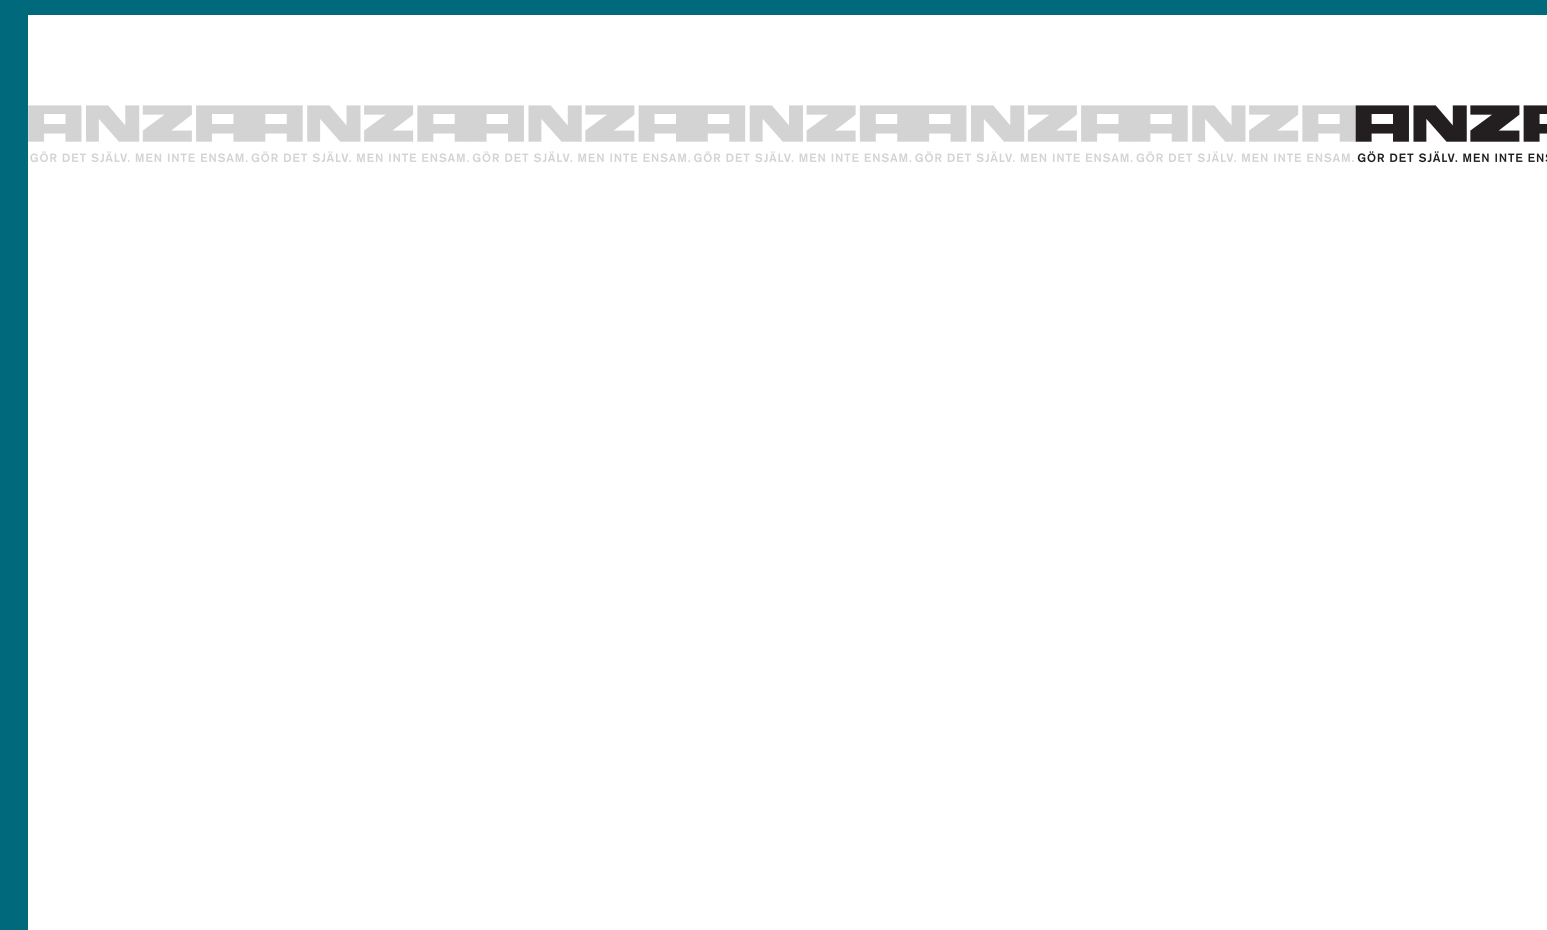 ANZAANZAANZAANZAANZAANZAANZA
GÖR DET SJÄLV. MEN INTE ENSAM. GÖR DET SJÄLV. MEN INTE ENSAM. GÖR DET SJÄLV. MEN INTE ENSAM. GÖR DET SJÄLV. MEN INTE ENSAM. GÖR DET SJÄLV. MEN INTE ENSAM. GÖR DET SJÄLV. MEN INTE ENSAM. GÖR DET SJÄLV. MEN INTE